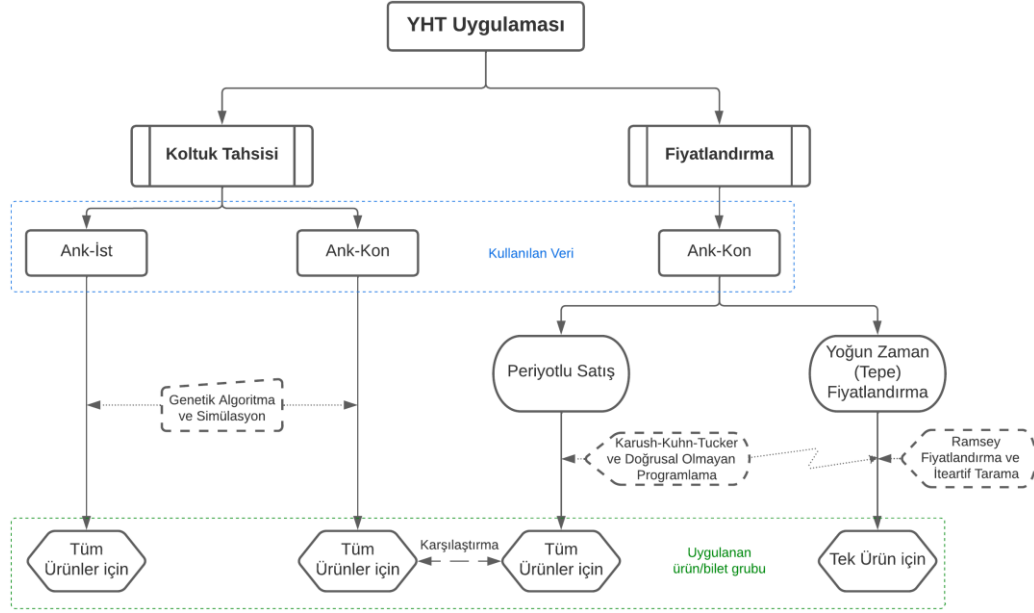 YHT Uygulaması
Koltuk Tahsisi
Fiyatlandırma
Ank-İst
Ank-Kon
Kullanılan Veri
Ank-Kon
Periyotlu Satış
Yoğun Zaman
(Tepe)
Fiyatlandırma
Genetik Algoritma
ve Simülasyon
Karush-Kuhn-Tucker
ve Doğrusal Olmayan
Programlama
Ramsey
Fiyatlandırma ve
İteartif Tarama
Tüm
Ürünler için
Tüm
Ürünler için
Karşılaştırma
Tüm
Ürünler için
Uygulanan
ürün/bilet grubu
Tek Ürün için